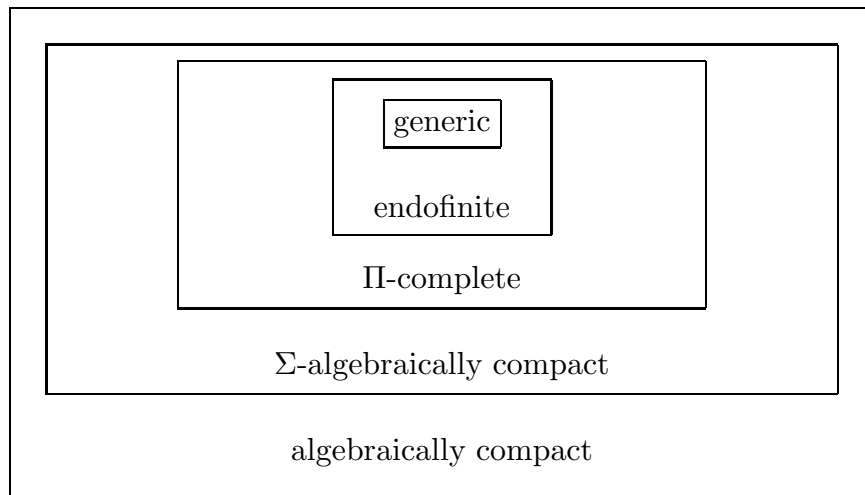 generic
endofinite
Π-complete
Σ-algebraically compact
algebraically compact